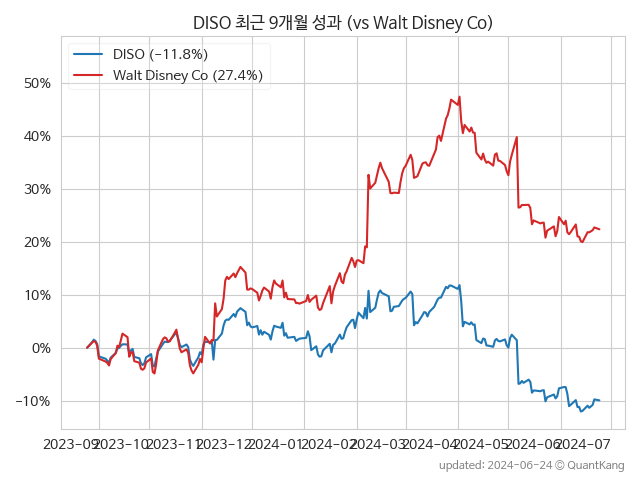 DISO 최근 9개월 성과 (vs Walt Disney Co)
DISO (-11.8%)
Walt Disney Co (27.4%)
50%
40%
30%
20%
10%
0%
-10%
2023-09 2023-10 2023-11 2023-12 2024-01 2024-02 2024-03 2024-04 2024-05 2024-06 2024-07
updated: 2024-06-24 © QuantKang